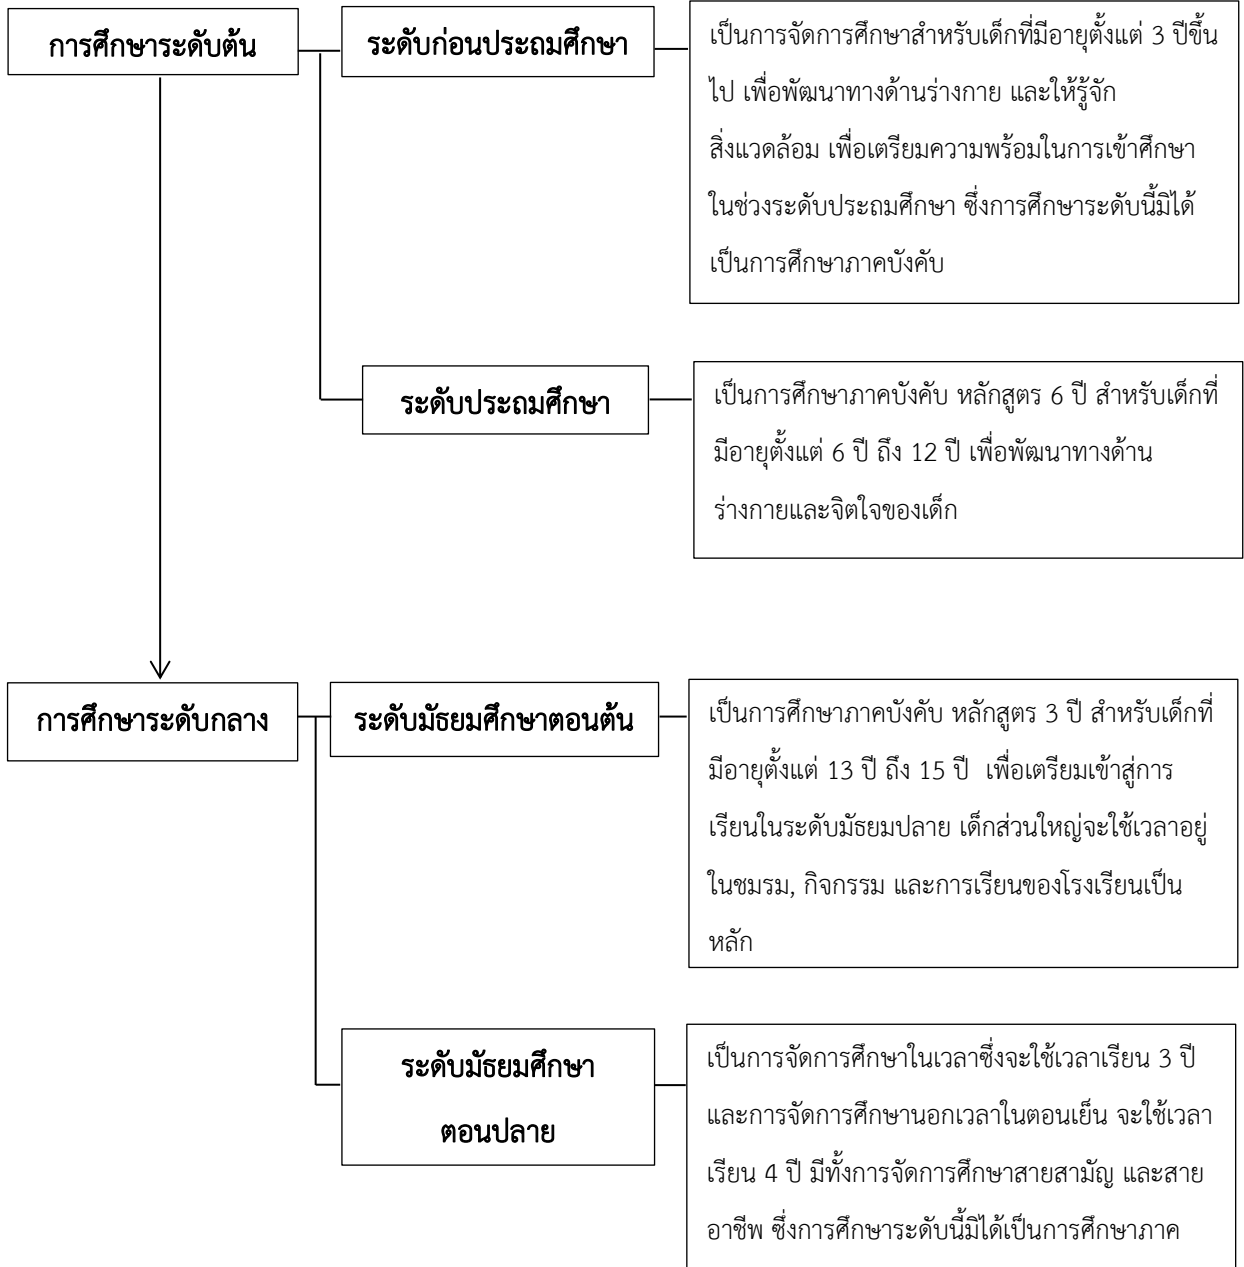 การศึกษาระดับต้น
ระดับก่อนประถมศึกษา
เป็นการจัดการศึกษาสำหรับเด็กที่มีอายุตั้งแต่ 3 ปีขึ้น
ไป เพื่อพัฒนาทางด้านร่างกาย และให้รู้จัก
สิ่งแวดล้อม เพื่อเตรียมความพร้อมในการเข้าศึกษา
ในช่วงระดับประถมศึกษา ซึ่งการศึกษาระดับนี้มิได้
เป็นการศึกษาภาคบังคับ
ระดับประถมศึกษา
เป็นการศึกษาภาคบังคับ หลักสูตร 6 ปี สำหรับเด็กที่
มีอายุตั้งแต่ 6 ปี ถึง 12 ปี เพื่อพัฒนาทางด้าน
ร่างกายและจิตใจของเด็ก
การศึกษาระดับกลาง
ระดับมัธยมศึกษาตอนต้น
เป็นการศึกษาภาคบังคับ หลักสูตร 3 ปี สำหรับเด็กที่
มีอายุตั้งแต่ 13 ปี ถึง 15 ปี  เพื่อเตรียมเข้าสู่การ
เรียนในระดับมัธยมปลาย เด็กส่วนใหญ่จะใช้เวลาอยู่
ในชมรม, กิจกรรม และการเรียนของโรงเรียนเป็น
หลัก
ระดับมัธยมศึกษา
ตอนปลาย
เป็นการจัดการศึกษาในเวลาซึ่งจะใช้เวลาเรียน 3 ปี
และการจัดการศึกษานอกเวลาในตอนเย็น จะใช้เวลา
เรียน 4 ปี มีทั้งการจัดการศึกษาสายสามัญ และสาย
อาชีพ ซึ่งการศึกษาระดับนี้มิได้เป็นการศึกษาภาค